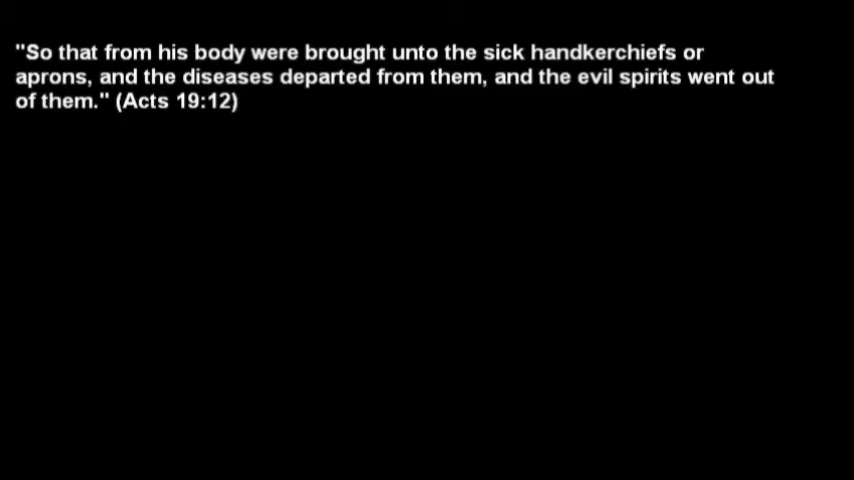 "So that from his body were brought unto the sick handkerchiefs or
aprons, and the diseases departed from them, and the evil spirits went out
of them." (Acts 19:12)